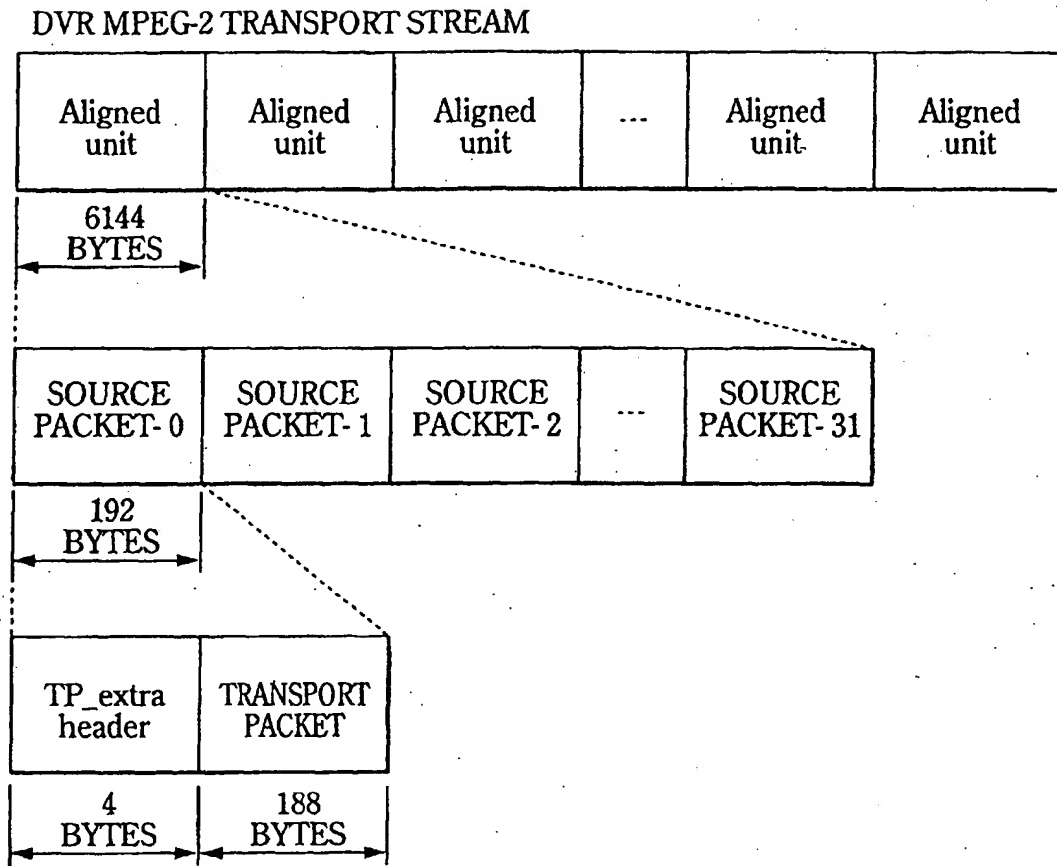 DVR MPEG-2 TRANSPORT STREAM
Aligned unit
Aligned unit
Aligned unit
...
Aligned unit
Aligned unit
6144 BYTES
SOURCE PACKET-0
SOURCE PACKET-1
SOURCE PACKET-2
...
SOURCE PACKET-31
192 BYTES
TP_extra header
TRANSPORT PACKET
4 BYTES
188 BYTES